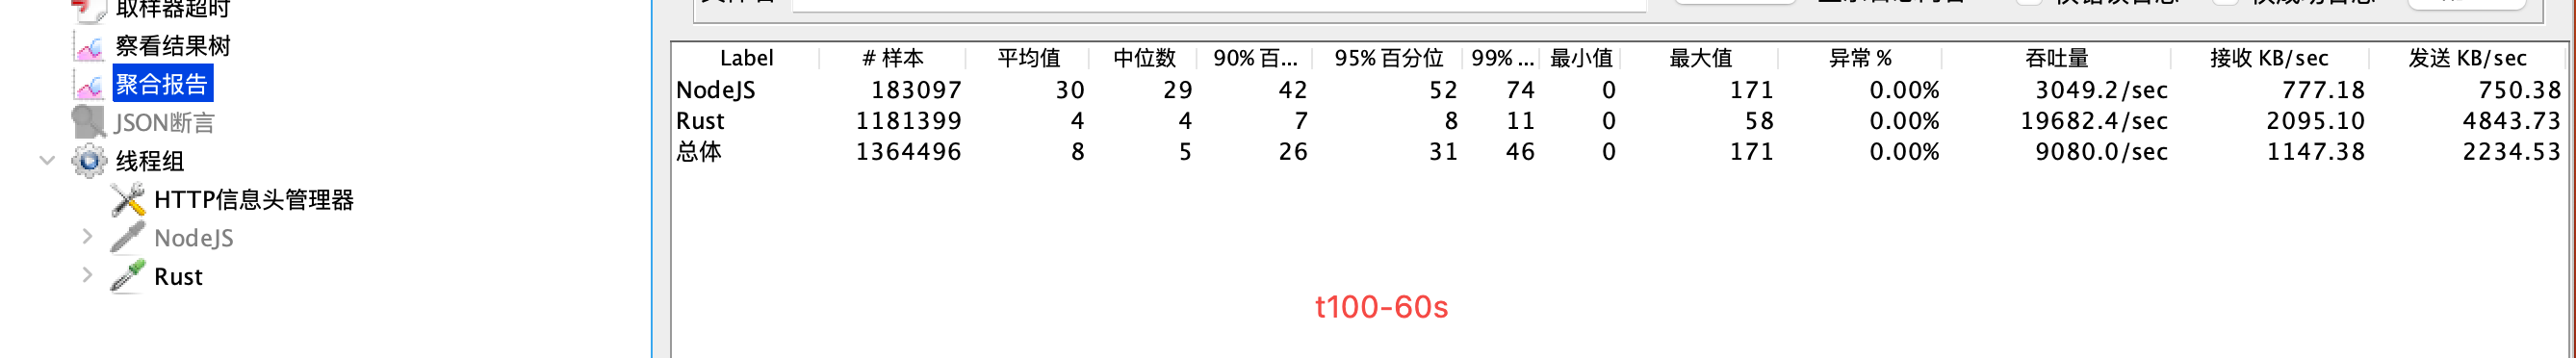 取样器超时
察看结果树
聚合报告
JSON断言
线程组
HTTP信息头管理器
NodeJS
Rust
Label # 样本 平均值 中位数 90% 百... 95% 百分位 99% ... 最小值 最大值 异常 % 吞吐量 接收 KB/sec 发送 KB/sec
NodeJS 183097 30 29 42 52 74 0 171 0.00% 3049.2/sec 777.18 750.38
Rust 1181399 4 4 7 8 11 0 58 0.00% 19682.4/sec 2095.10 4843.73
总体 1364496 8 5 26 31 46 0 171 0.00% 9080.0/sec 1147.38 2234.53
t100-60s